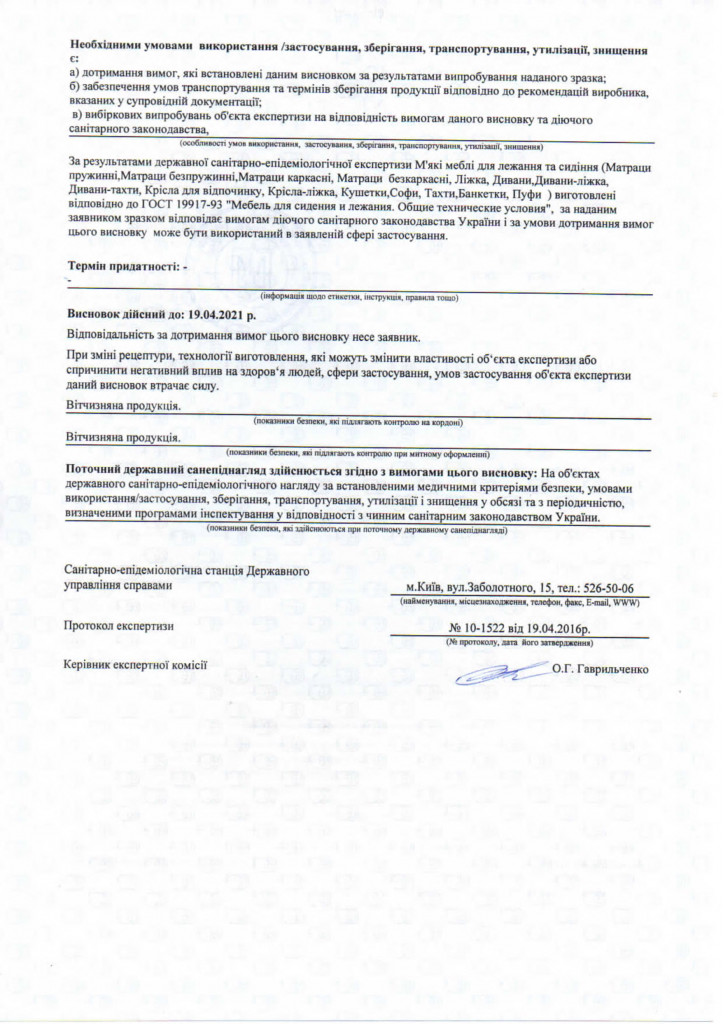 Необхідними умовами використання /застосування, зберігання, транспортування, утилізації, знищення
є:
а) дотримання вимог, які встановлені даним висновком за результатами випробування наданого зразка;
б) забезпечення умов транспортування та термінів зберігання продукції відповідно до рекомендацій виробника,
вказаних у супровідній документації;
в) вибіркових випробувань об'єкта експертизи на відповідність вимогам даного висновку та діючого
санітарного законодавства,
(особливості умов використання, застосування, зберігання, транспортування, утилізації, знищення)
За результатами державної санітарно-епідеміологічної експертизи М'які меблі для лежання та сидіння (Матраци
пружинні,Матраци безпружинні,Матраци каркасні, Матраци безкаркасні, Ліжка, Дивани,Дивани-ліжка,
Дивани-тахти, Крісла для відпочинку, Крісла-ліжка, Кушетки,Софи, Тахти,Банкетки, Пуфи ) виготовлені
відповідно до ГОСТ 19917-93 "Мебель для сидения и лежания. Общие технические условия", за наданим
заявником зразком відповідає вимогам діючого санітарного законодавства України і за умови дотримання вимог
цього висновку може бути використаний в заявленій сфері застосування.
Термін придатності: -
-
(інформація щодо етикетки, інструкція, правила тощо)
Висновок дійсний до: 19.04.2021 р.
Відповідальність за дотримання вимог цього висновку несе заявник.
При зміні рецептури, технології виготовлення, які можуть змінити властивості об'єкта експертизи або
спричинити негативний вплив на здоров'я людей, сфери застосування, умов застосування об'єкта експертизи
даний висновок втрачає силу.
Вітчизняна продукція.
(показники безпеки, які підлягають контролю на кордоні)
Вітчизняна продукція.
(показники безпеки, які підлягають контролю при митному оформленні)
Поточний державний санепіднагляд здійснюється згідно з вимогами цього висновку: На об'єктах
державного санітарно-епідеміологічного нагляду за встановленими медичними критеріями безпеки, умовами
використання/застосування, зберігання, транспортування, утилізації і знищення у обсязі та з періодичністю,
визначеними програмами інспектування у відповідності з чинним санітарним законодавством України.
(показники безпеки, які здійснюються при поточному державному санепіднагляді)
Санітарно-епідеміологічна станція Державного
управління справами
м.Київ, вул.Заболотного, 15, тел.: 526-50-06
(найменування, місцезнаходження, телефон, факс, E-mail, WWW)
Протокол експертизи
№ 10-1522 від 19.04.2016р.
(№ протоколу, дата його затвердження)
Керівник експертної комісії
О.Г. Гаврильченко